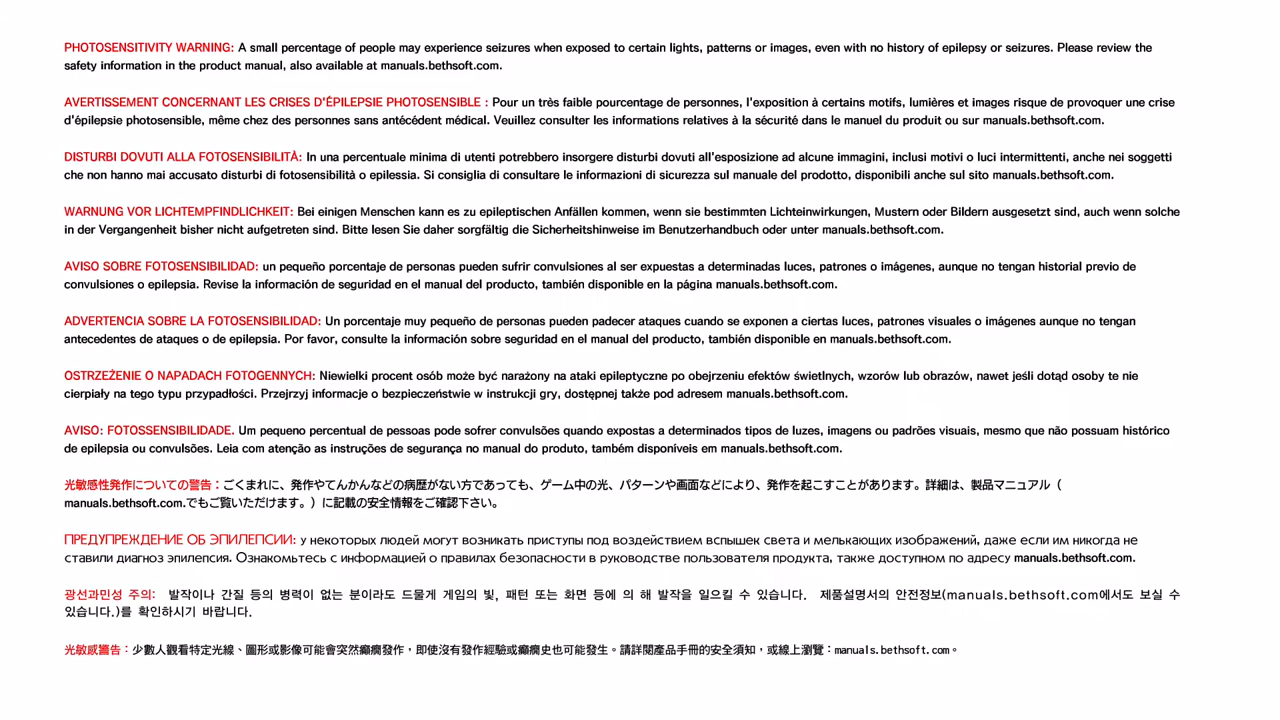 PHOTOSENSITIVITY WARNING: A small percentage of people may experience seizures when exposed to certain lights, patterns or images, even with no history of epilepsy or seizures. Please review the
safety information in the product manual, also available at manuals.bethsoft.com.
AVERTISSEMENT CONCERNANT LES CRISES D'ÉPILEPSIE PHOTOSENSIBLE : Pour un très faible pourcentage de personnes, l'exposition à certains motifs, lumières et images risque de provoquer une crise
d'épilepsie photosensible, même chez des personnes sans antécédent médical. Veuillez consulter les informations relatives à la sécurité dans le manuel du produit ou sur manuals.bethsoft.com.
DISTURBI DOVUTI ALLA FOTOSENSIBILITÀ: In una percentuale minima di utenti potrebbero insorgere disturbi dovuti all'esposizione ad alcune immagini, inclusi motivi o luci intermittenti, anche nei soggetti
che non hanno mai accusato disturbi di fotosensibilità o epilessia. Si consiglia di consultare le informazioni di sicurezza sul manuale del prodotto, disponibili anche sul sito manuals.bethsoft.com.
WARNUNG VOR LICHTEMPFINDLICHKEIT: Bei einigen Menschen kann es zu epileptischen Anfällen kommen, wenn sie bestimmten Lichteinwirkungen, Mustern oder Bildern ausgesetzt sind, auch wenn solche
in der Vergangenheit bisher nicht aufgetreten sind. Bitte lesen Sie daher sorgfältig die Sicherheitshinweise im Benutzerhandbuch oder unter manuals.bethsoft.com.
AVISO SOBRE FOTOSENSIBILIDAD: un pequeño porcentaje de personas pueden sufrir convulsiones al ser expuestas a determinadas luces, patrones o imágenes, aunque no tengan historial previo de
convulsiones o epilepsia. Revise la información de seguridad en el manual del producto, también disponible en la página manuals.bethsoft.com.
ADVERTENCIA SOBRE LA FOTOSENSIBILIDAD: Un porcentaje muy pequeño de personas pueden padecer ataques cuando se exponen a ciertas luces, patrones visuales o imágenes aunque no tengan
antecedentes de ataques o de epilepsia. Por favor, consulte la información sobre seguridad en el manual del producto, también disponible en manuals.bethsoft.com.
OSTRZEŻENIE O NAPADACH FOTOGENNYCH: Niewielki procent osób może być narażony na ataki epileptyczne po obejrzeniu efektów świetlnych, wzorów lub obrazów, nawet jeśli dotąd osoby te nie
cierpiały na tego typu przypadłości. Przejrzyj informacje o bezpieczeństwie w instrukcji gry, dostępnej także pod adresem manuals.bethsoft.com.
AVISO: FOTOSSENSIBILIDADE. Um pequeno percentual de pessoas pode sofrer convulsões quando expostas a determinados tipos de luzes, imagens ou padrões visuais, mesmo que não possuam histórico
de epilepsia ou convulsões. Leia com atenção as instruções de segurança no manual do produto, também disponíveis em manuals.bethsoft.com.
光敏感性発作についての警告：ごくまれに、発作やてんかんなどの病歴がない方であっても、ゲーム中の光、パターンや画面などにより、発作を起こすことがあります。詳細は、製品マニュアル（
manuals.bethsoft.com.でもご覧いただけます。）に記載の安全情報をご確認下さい。
ПРЕДУПРЕЖДЕНИЕ ОБ ЭПИЛЕПСИИ: у некоторых людей могут возникать приступы под воздействием вспышек света и мелькающих изображений, даже если им никогда не
ставили диагноз эпилепсия. Ознакомьтесь с информацией о правилах безопасности в руководстве пользователя продукта, также доступном по адресу manuals.bethsoft.com.
광선과민성 주의: 발작이나 간질 등의 병력이 없는 분이라도 드물게 게임의 빛, 패턴 또는 화면 등에 의 해 발작을 일으킬 수 있습니다. 제품설명서의 안전정보(manuals.bethsoft.com에서도 보실 수
있습니다.)를 확인하시기 바랍니다.
光敏感警告：少數人觀看特定光線、圖形或影像可能會突然癲癇發作，即使沒有發作經驗或癲癇史也可能發生。請詳閱產品手冊的安全須知，或線上瀏覽：manuals.bethsoft.com。